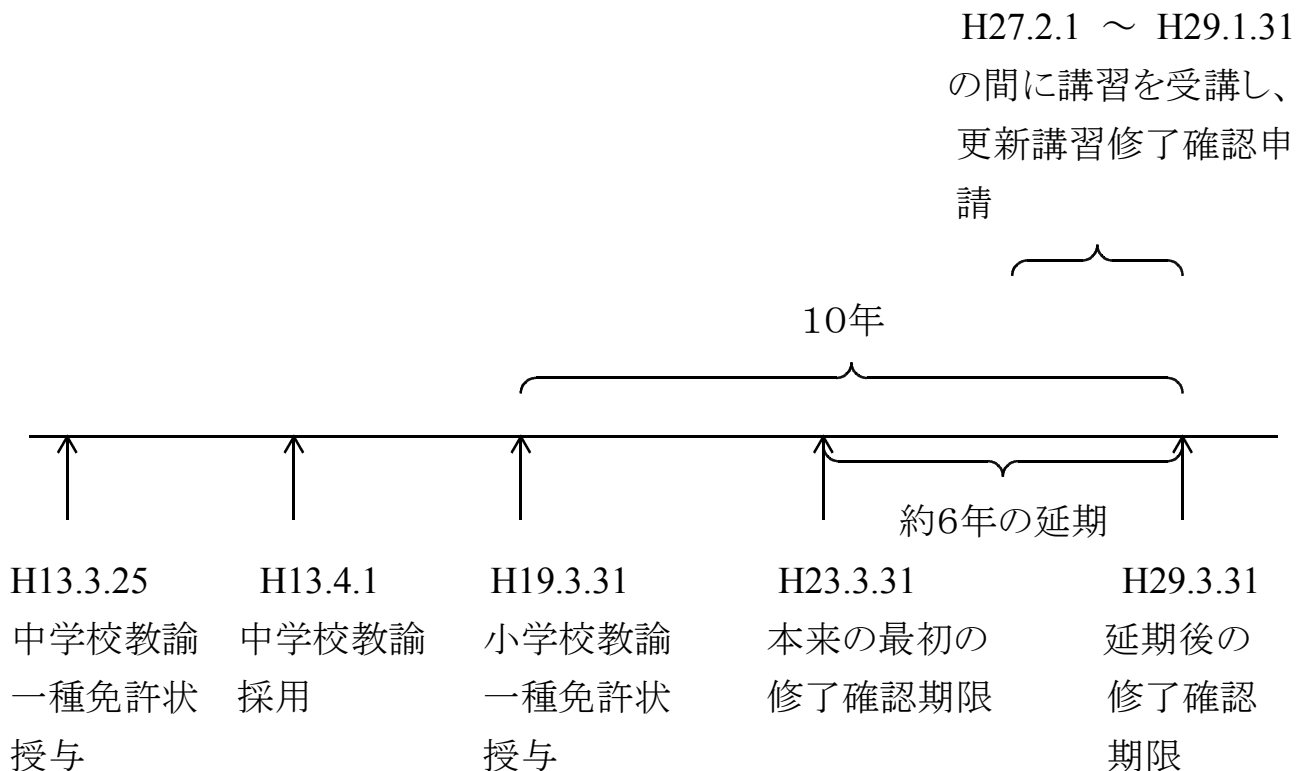 H27.2.1 ～ H29.1.31
の間に講習を受講し、
更新講習修了確認申
請
10年
約6年の延期
H13.3.25
中学校教諭
一種免許状
授与
H13.4.1
中学校教諭
採用
H19.3.31
小学校教諭
一種免許状
授与
H23.3.31
本来の最初の
修了確認期限
H29.3.31
延期後の
修了確認
期限